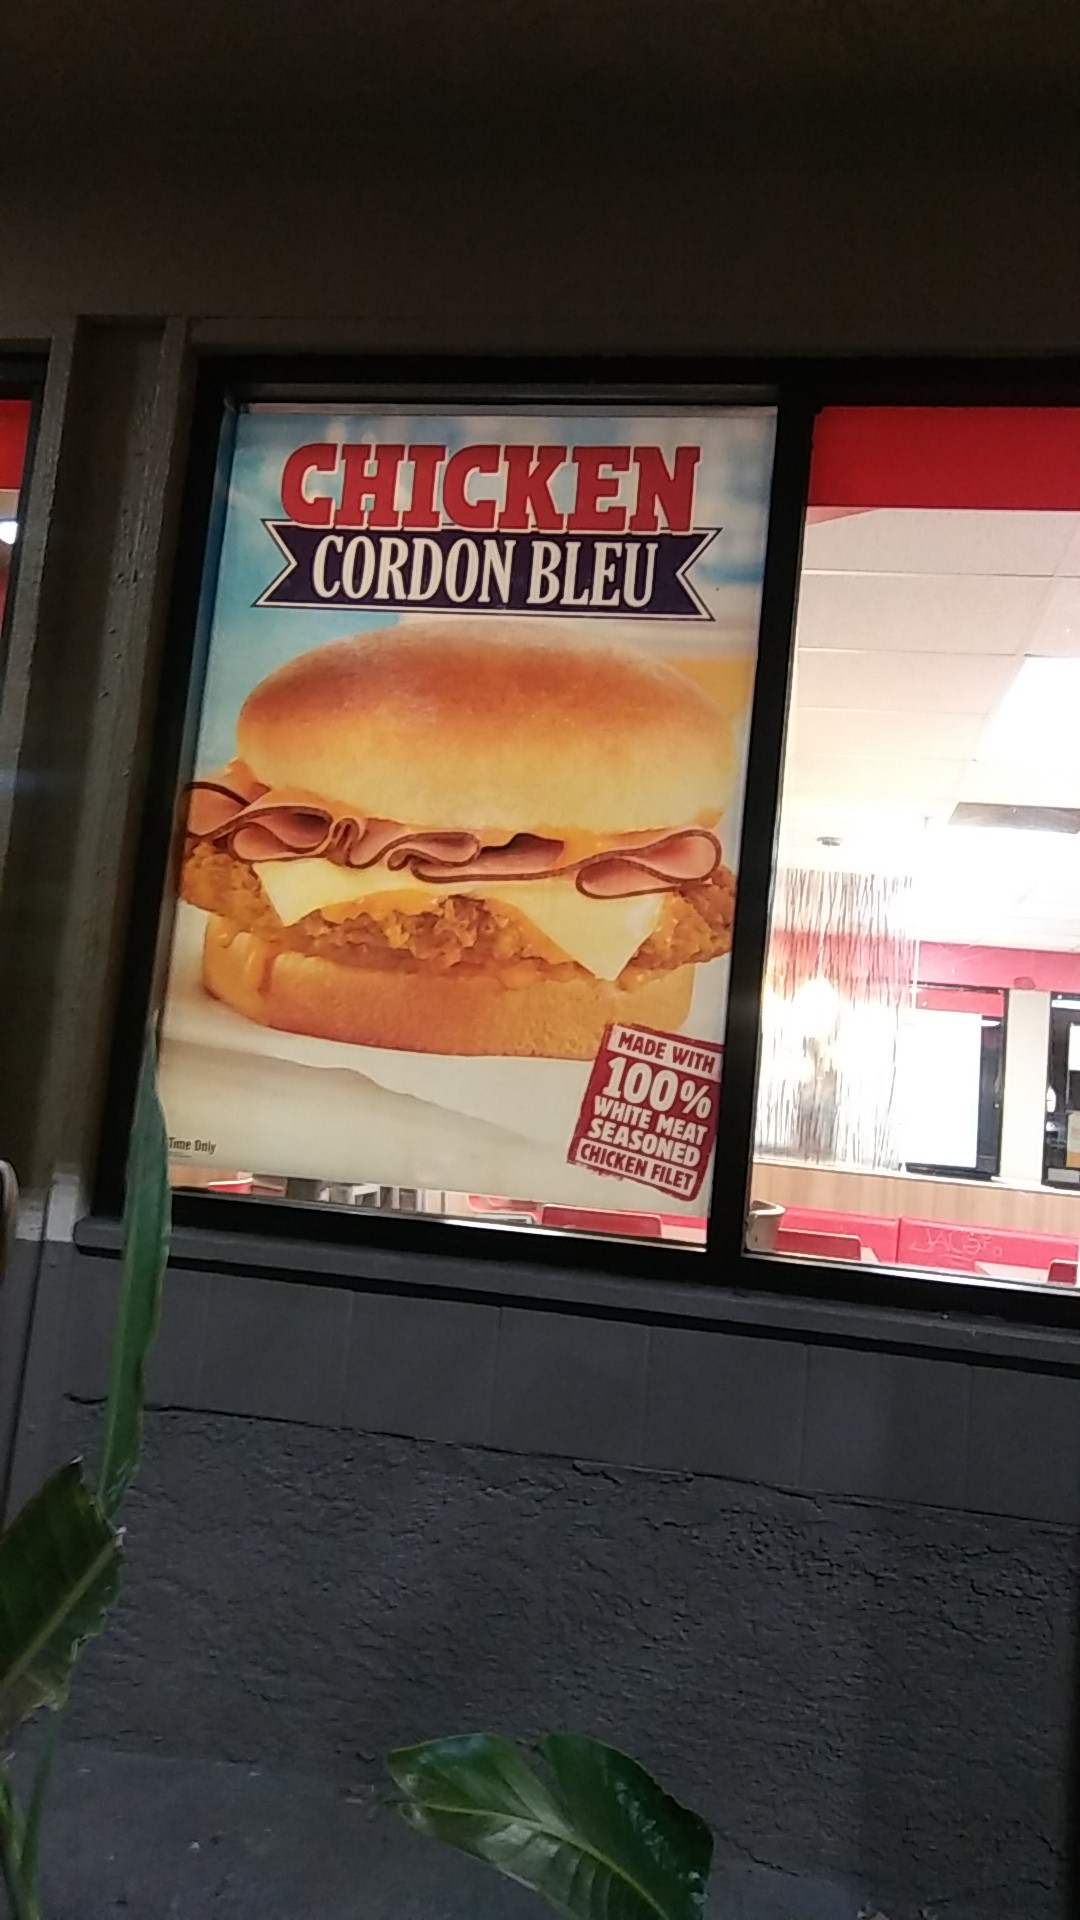 CHICKEN
CORDON BLEU
MADE WITH
100%
WHITE MEAT
SEASONED
CHICKEN FILET
Time Only